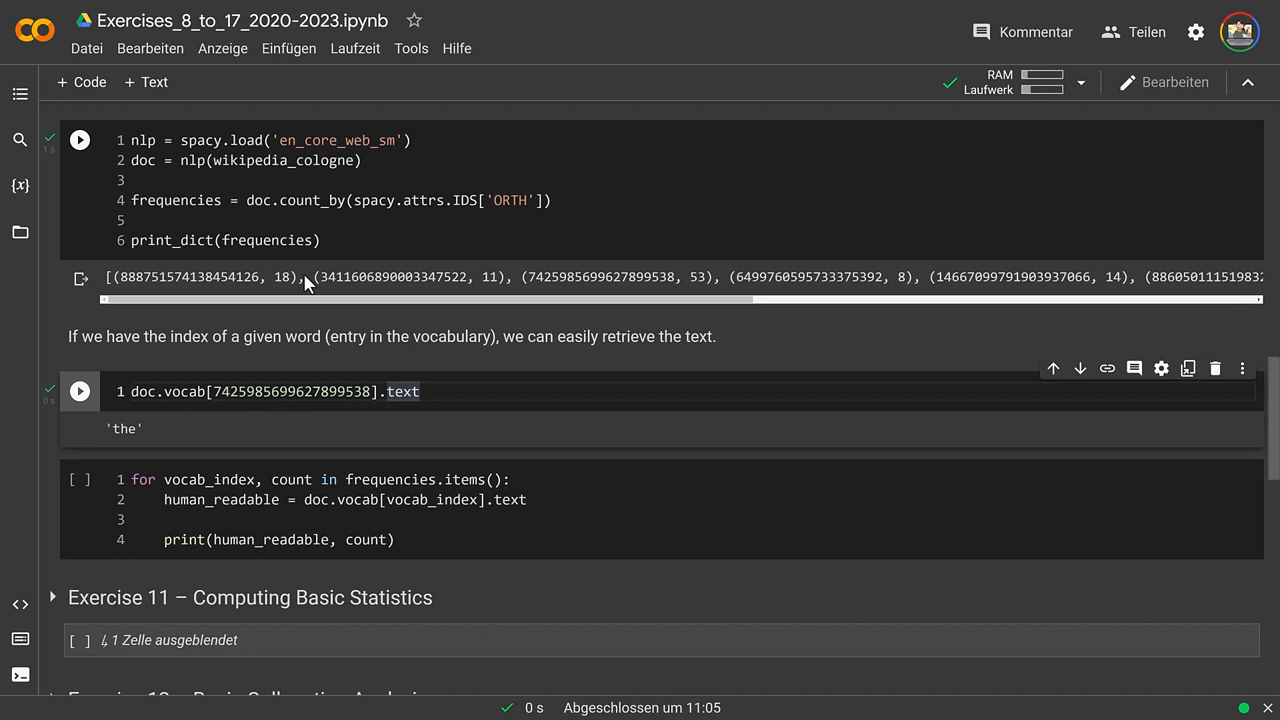 Exercises_8_to_17_2020-2023.ipynb
Kommentar
Teilen
Datei Bearbeiten Anzeige Einfügen Laufzeit Tools Hilfe
+ Code + Text
RAM
Laufwerk
Bearbeiten
1s
1 nlp = spacy.load('en_core_web_sm')
2 doc = nlp(wikipedia_cologne)
3
4 frequencies = doc.count_by(spacy.attrs.IDS['ORTH'])
5
6 print_dict(frequencies)
[(888751574138454126, 18), (3411606890003347522, 11), (7425985699627899538, 53), (6499760595733375392, 8), (14667099791903937066, 14), (886050111519832
If we have the index of a given word (entry in the vocabulary), we can easily retrieve the text.
0s
1 doc.vocab[7425985699627899538].text
'the'
[ ]
1 for vocab_index, count in frequencies.items():
2 human_readable = doc.vocab[vocab_index].text
3
4 print(human_readable, count)
Exercise 11 – Computing Basic Statistics
[ ] ↳ 1 Zelle ausgeblendet
0 s Abgeschlossen um 11:05